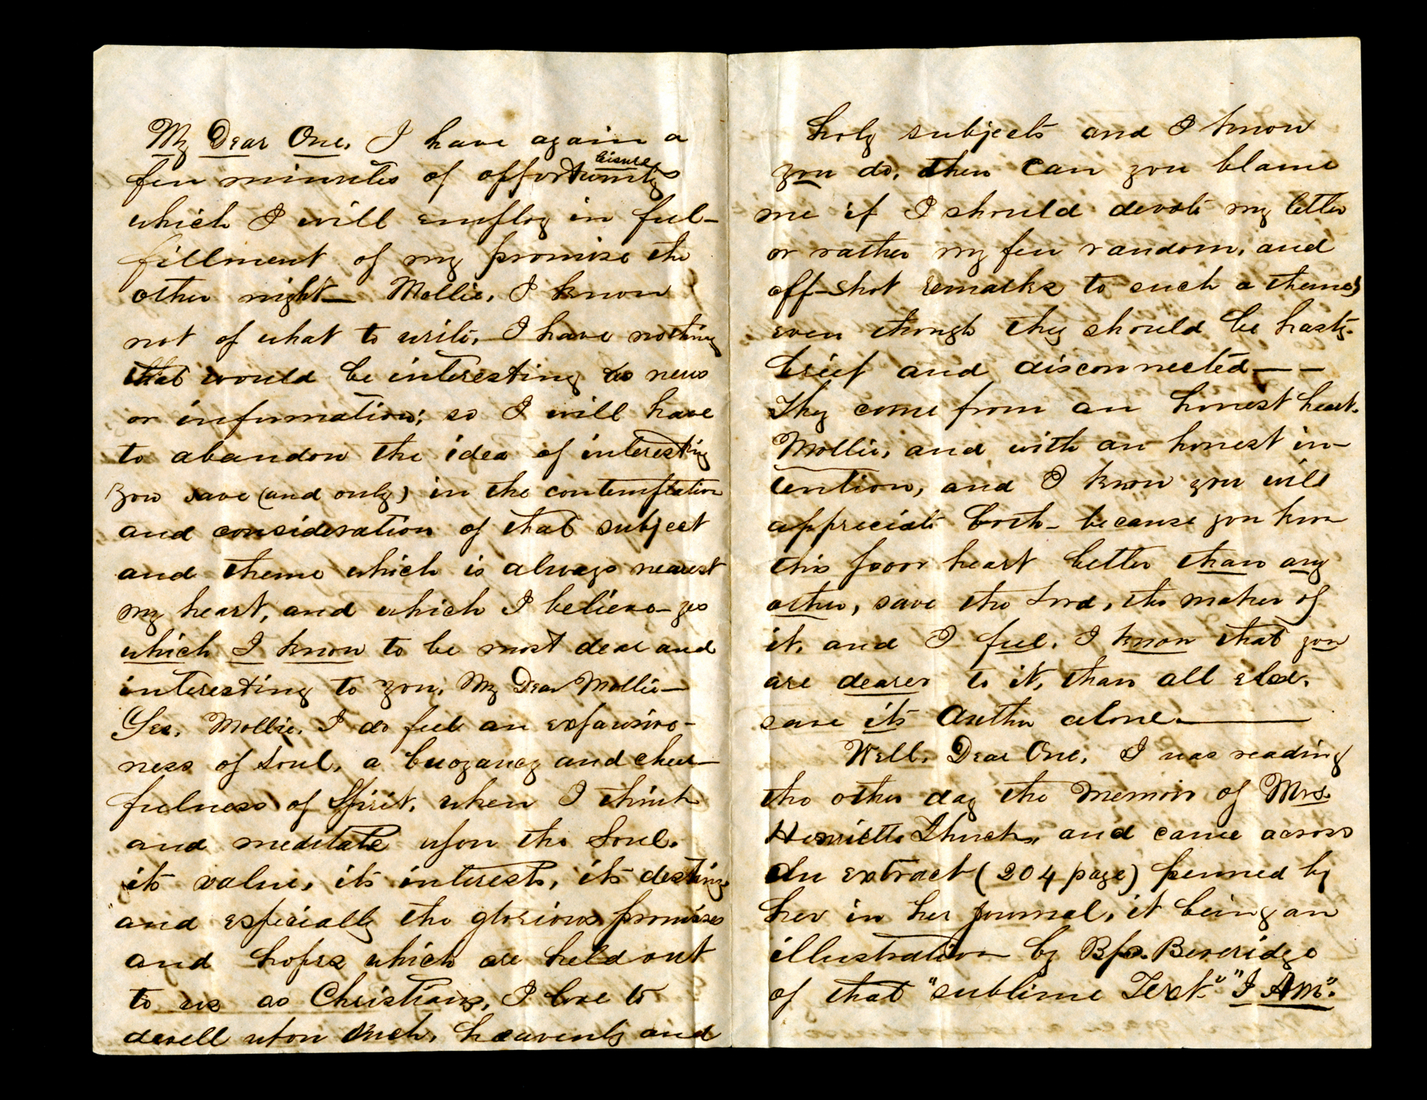 My Dear One, I have again a
few minutes of opportunity leisure
which I will employ in ful-
fillment of my promise the
other night— Mollie, I know
not of what to write, I have nothing
that would be interesting as news
or information; so I will have
to abandon the idea of interesting
you save (and only) in the contemplation
and consideration of that subject
and theme which is always nearest
my heart, and which I believe— yes
which I know to be most dear and
interesting to you, My Dear Mollie—
Yes, Mollie, I do feel an expansive-
ness of soul, a buoyancy and cheer-
fulness of Spirit, when I think
and meditate upon the Soul,
its value, its interests, its destiny
and especially the glorious promises
and hopes which are held out
to us as Christians, I love to
dwell upon such, heavenly and
holy subjects and I know
you do, then can you blame
me if I should devote my letter
or rather my few random, and
off-shot remarks to such a theme,
even though they should be hasty,
brief and disconnected — —
They come from an honest heart,
Mollie, and with an honest in-
tention, and I know you will
appreciate both— because you know
this poor heart better than any
other, save the Lord, the maker of
it, and I feel, I know that you
are dearer to it, than all else,
save its Author alone.
Well, Dear One, I was reading
the other day the Memoir of Mrs.
Henrietta Shuck, and came across
an extract (204 page) penned by
her in her journal, it being an
illustration by Bp. Beveridge
of that "sublime Text." "I Am".